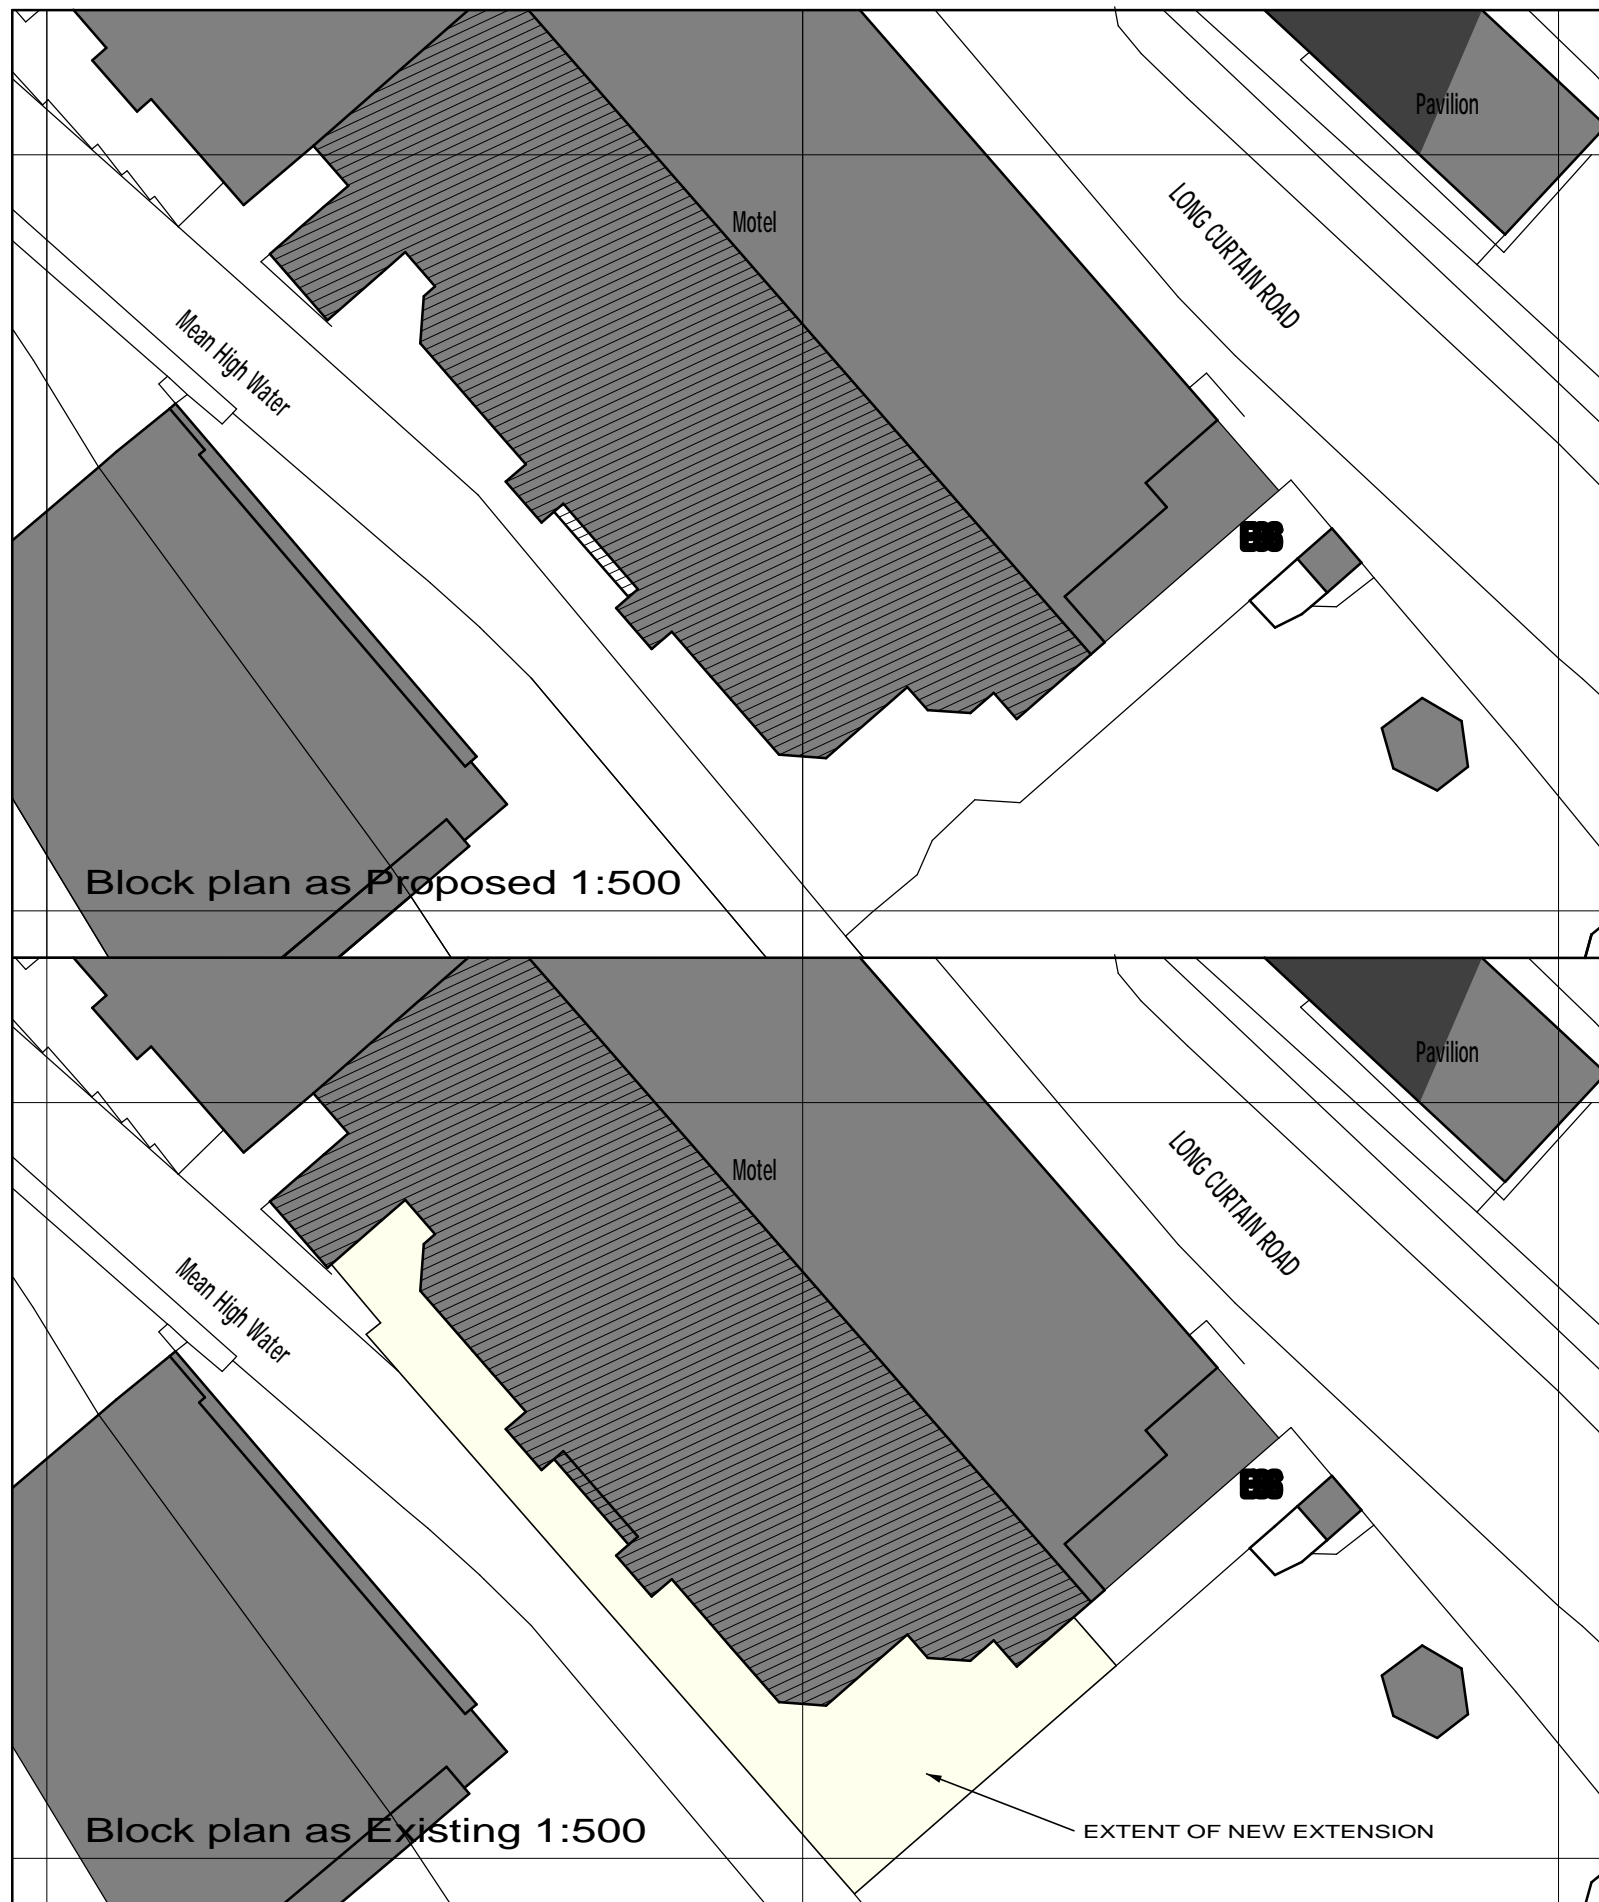 Pavilion
Motel
LONG CURTAIN ROAD
Mean High Water
Block plan as Proposed 1:500
Pavilion
Motel
LONG CURTAIN ROAD
Mean High Water
Block plan as Existing 1:500
EXTENT OF NEW EXTENSION